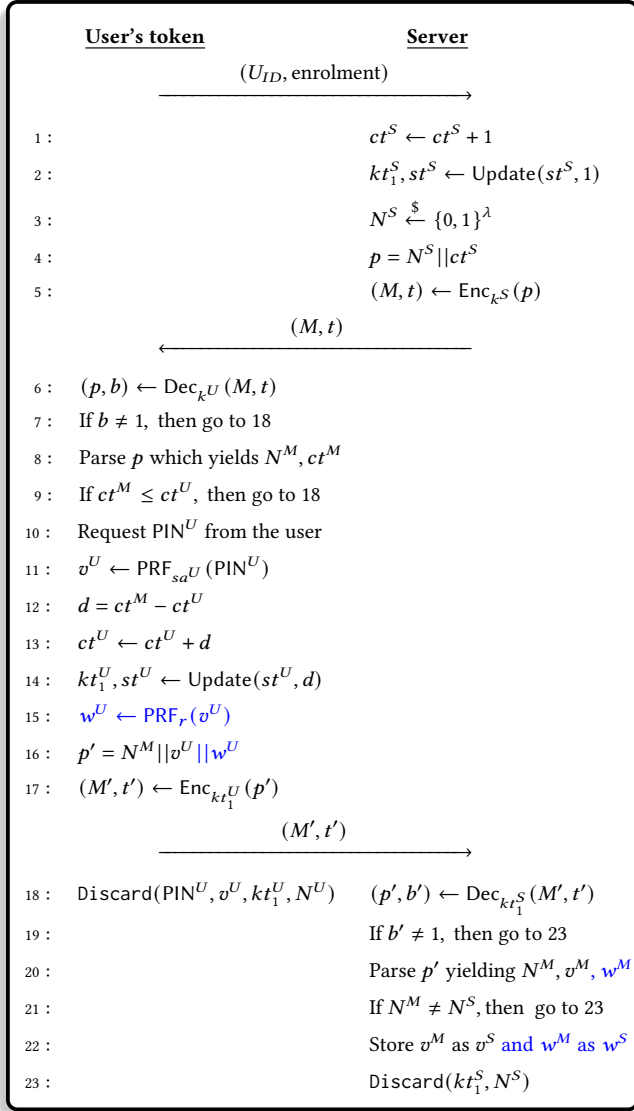 User's token Server
(U_ID, enrolment)
1 : ct^S ← ct^S + 1
2 : kt_1^S, st^S ← Update(st^S, 1)
3 : N^S ←$ {0, 1}^λ
4 : p = N^S||ct^S
5 : (M, t) ← Enc_{k^S}(p)
(M, t)
6 : (p, b) ← Dec_{k^U}(M, t)
7 : If b ≠ 1, then go to 18
8 : Parse p which yields N^M, ct^M
9 : If ct^M ≤ ct^U, then go to 18
10 : Request PIN^U from the user
11 : v^U ← PRF_{sa^U}(PIN^U)
12 : d = ct^M − ct^U
13 : ct^U ← ct^U + d
14 : kt_1^U, st^U ← Update(st^U, d)
15 : w^U ← PRF_r(v^U)
16 : p′ = N^M||v^U||w^U
17 : (M′, t′) ← Enc_{kt_1^U}(p′)
(M′, t′)
18 : Discard(PIN^U, v^U, kt_1^U, N^U) (p′, b′) ← Dec_{kt_1^S}(M′, t′)
19 : If b′ ≠ 1, then go to 23
20 : Parse p′ yielding N^M, v^M, w^M
21 : If N^M ≠ N^S, then go to 23
22 : Store v^M as v^S and w^M as w^S
23 : Discard(kt_1^S, N^S)